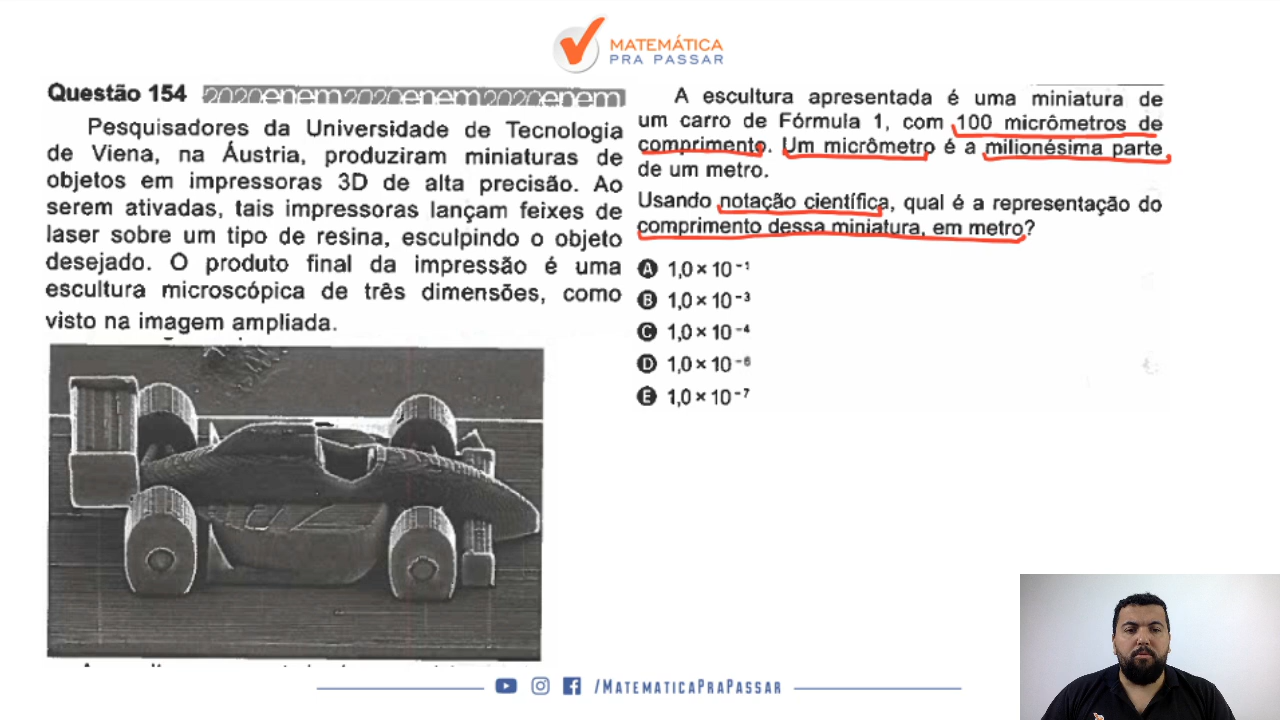 MATEMÁTICA
PRA PASSAR
Questão 154 2020enem2020enem2020enem
Pesquisadores da Universidade de Tecnologia
de Viena, na Áustria, produziram miniaturas de
objetos em impressoras 3D de alta precisão. Ao
serem ativadas, tais impressoras lançam feixes de
laser sobre um tipo de resina, esculpindo o objeto
desejado. O produto final da impressão é uma
escultura microscópica de três dimensões, como
visto na imagem ampliada.
A escultura apresentada é uma miniatura de
um carro de Fórmula 1, com 100 micrômetros de
comprimento. Um micrômetro é a milionésima parte
de um metro.
Usando notação científica, qual é a representação do
comprimento dessa miniatura, em metro?
A 1,0 × 10⁻¹
B 1,0 × 10⁻³
C 1,0 × 10⁻⁴
D 1,0 × 10⁻⁶
E 1,0 × 10⁻⁷
/MATEMATICAPRAPASSAR